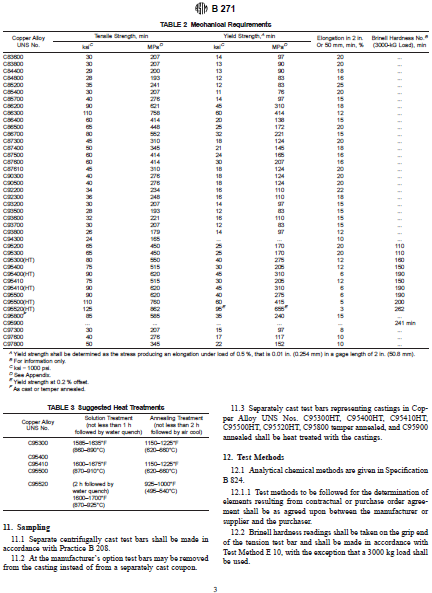 B 271
TABLE 2 Mechanical Requirements
Copper Alloy UNS No. Tensile Strength, min Yield Strength,A min Elongation in 2 in. Or 50 mm, min, % Brinell Hardness No.B (3000-kG Load), min
ksiC MPaD ksiC MPaD
C83600 30 207 14 97 20 ...
C83800 30 207 13 90 20 ...
C84400 29 200 13 90 18 ...
C84800 28 193 12 83 16 ...
C85200 35 241 12 83 25 ...
C85400 30 207 11 76 20 ...
C85700 40 276 14 97 15 ...
C86200 90 621 45 310 18 ...
C86300 110 758 60 414 12 ...
C86400 60 414 20 138 15 ...
C86500 65 448 25 172 20 ...
C86700 80 552 32 221 15 ...
C87300 45 310 18 124 20 ...
C87400 50 345 21 145 18 ...
C87500 60 414 24 165 16 ...
C87600 60 414 30 207 16 ...
C87610 45 310 18 124 20 ...
C90300 40 276 18 124 20 ...
C90500 40 276 18 124 20 ...
C92200 34 234 16 110 22 ...
C92300 36 248 16 110 18 ...
C93200 30 207 14 97 15 ...
C93500 28 193 12 83 15 ...
C93600 32 221 16 110 15 ...
C93700 30 207 12 83 15 ...
C93800 26 179 14 97 12 ...
C94300 24 165 ... ... 10 ...
C95200 65 450 25 170 20 110
C95300 65 450 25 170 20 110
C95300(HT) 80 550 40 275 12 160
C95400 75 515 30 205 12 150
C95400(HT) 90 620 45 310 6 190
C95410 75 515 30 205 12 150
C95410(HT) 90 620 45 310 6 190
C95500 90 620 40 275 6 190
C95500(HT) 110 760 60 415 5 200
C95520(HT) 125 862 95E 655E 3 262
C95800F 85 585 35 240 15 ...
C95900 ... ... ... ... ... 241 min
C97300 30 207 15 97 8 ...
C97600 40 276 17 117 10 ...
C97800 50 345 22 152 10 ...
A Yield strength shall be determined as the stress producing an elongation under load of 0.5 %, that is 0.01 in. (0.254 mm) in a gage length of 2 in. (50.8 mm).
B For information only.
C ksi = 1000 psi.
D See Appendix.
E Yield strength at 0.2 % offset.
F As cast or temper annealed.
TABLE 3 Suggested Heat Treatments
Copper Alloy UNS No. Solution Treatment (not less than 1 h followed by water quench) Annealing Treatment (not less than 2 h followed by air cool)
C95300 1585–1635°F 1150–1225°F
(860–890°C) (620–660°C)
C95400
C95410 1600–1675°F 1150–1225°F
C95500 (870–910°C) (620–660°C)
C95520 (2 h followed by 925–1000°F
water quench) (495–540°C)
1600–1700°F
(870–925°C)
11. Sampling
11.1 Separate centrifugally cast test bars shall be made in
accordance with Practice B 208.
11.2 At the manufacturer's option test bars may be removed
from the casting instead of from a separately cast coupon.
11.3 Separately cast test bars representing castings in Cop-
per Alloy UNS Nos. C95300HT, C95400HT, C95410HT,
C95500HT, C95520HT, C95800 temper annealed, and C95900
annealed shall be heat treated with the castings.
12. Test Methods
12.1 Analytical chemical methods are given in Specification
B 824.
12.1.1 Test methods to be followed for the determination of
elements resulting from contractual or purchase order agree-
ment shall be as agreed upon between the manufacturer or
supplier and the purchaser.
12.2 Brinell hardness readings shall be taken on the grip end
of the tension test bar and shall be made in accordance with
Test Method E 10, with the exception that a 3000 kg load shall
be used.
3